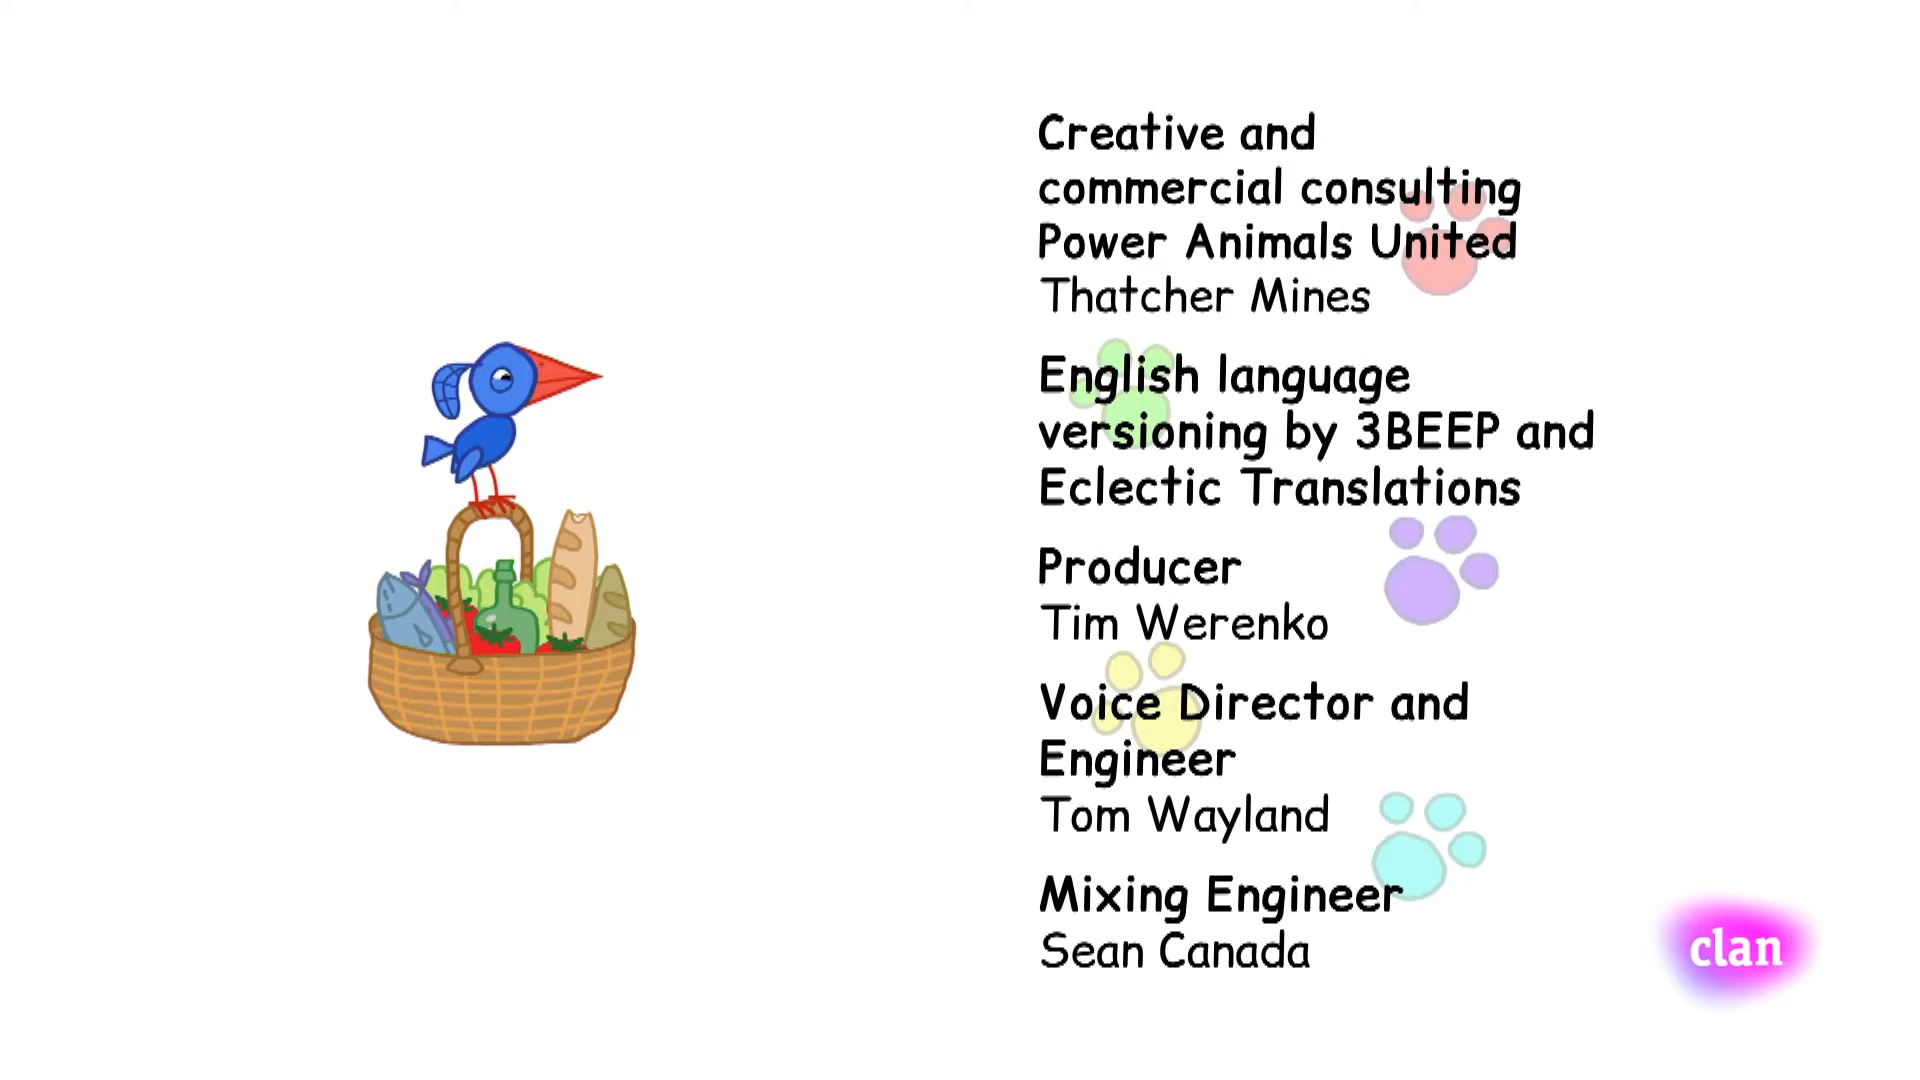 Creative and
commercial consulting
Power Animals United
Thatcher Mines
English language
versioning by 3BEEP and
Eclectic Translations
Producer
Tim Werenko
Voice Director and
Engineer
Tom Wayland
Mixing Engineer
Sean Canada
clan